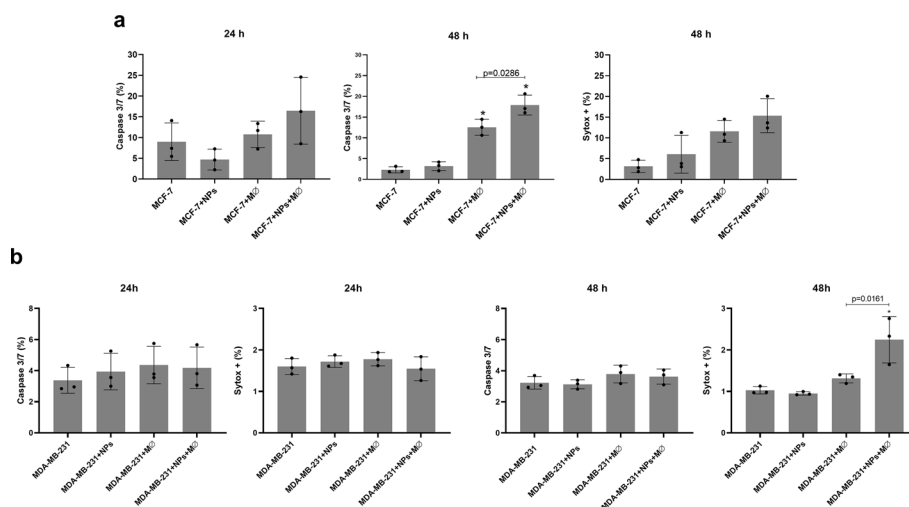 a
24 h
Caspase 3/7 (%)
30
25
20
15
10
5
0
MCF-7
MCF-7+NPs
MCF-7+MØ
MCF-7+NPs+MØ
48 h
Caspase 3/7 (%)
30
25
20
15
10
5
0
p=0.0286
*
*
MCF-7
MCF-7+NPs
MCF-7+MØ
MCF-7+NPs+MØ
48 h
Sytox + (%)
30
25
20
15
10
5
0
MCF-7
MCF-7+NPs
MCF-7+MØ
MCF-7+NPs+MØ
b
24h
Caspase 3/7 (%)
8
6
4
2
0
MDA-MB-231
MDA-MB-231+NPs
MDA-MB-231+MØ
MDA-MB-231+NPs+MØ
24h
Sytox + (%)
3
2
1
0
MDA-MB-231
MDA-MB-231+NPs
MDA-MB-231+MØ
MDA-MB-231+NPs+MØ
48 h
Caspase 3/7
8
6
4
2
0
MDA-MB-231
MDA-MB-231+NPs
MDA-MB-231+MØ
MDA-MB-231+NPs+MØ
48h
Sytox + (%)
3
2
1
0
p=0.0161
*
MDA-MB-231
MDA-MB-231+NPs
MDA-MB-231+MØ
MDA-MB-231+NPs+MØ